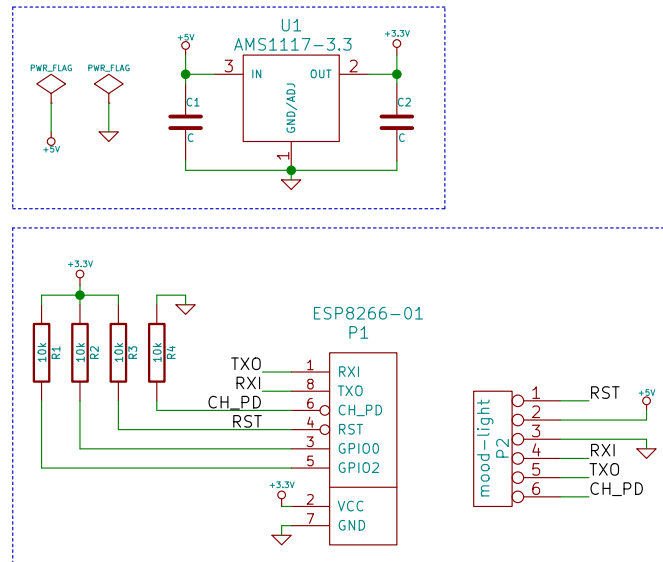 U1
AMS1117-3.3
+5V
+3.3V
PWR_FLAG
PWR_FLAG
3
IN
OUT
2
C1
C2
GND/ADJ
C
C
+5V
1
+3.3V
ESP8266-01
P1
10k
R1
10k
R2
10k
R3
10k
R4
TXO
1
RXI
RXI
8
TXO
CH_PD
6
CH_PD
RST
4
RST
3
GPIO0
5
GPIO2
+3.3V
2
VCC
7
GND
mood-light
P2
1
RST
+5V
2
3
4
RXI
5
TXO
6
CH_PD